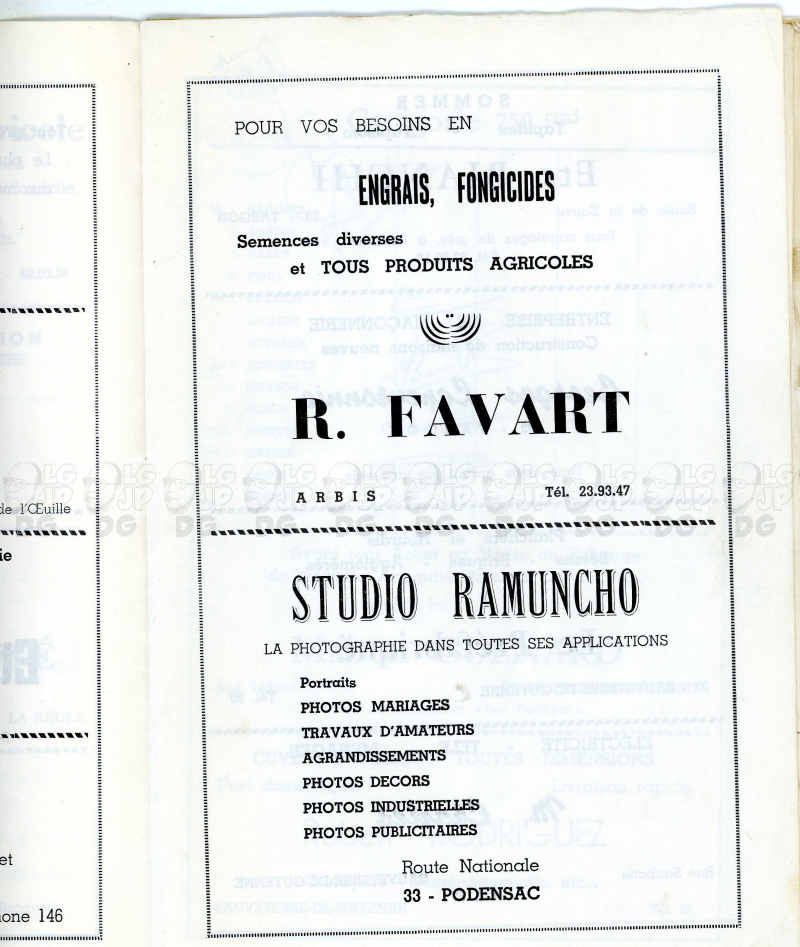 de l'Œuille
ie
LA RÉOLE
et
one 146
POUR VOS BESOINS EN
ENGRAIS, FONGICIDES
Semences diverses
et TOUS PRODUITS AGRICOLES
R. FAVART
ARBIS Tél. 23.93.47
STUDIO RAMUNCHO
LA PHOTOGRAPHIE DANS TOUTES SES APPLICATIONS
Portraits
PHOTOS MARIAGES
TRAVAUX D'AMATEURS
AGRANDISSEMENTS
PHOTOS DECORS
PHOTOS INDUSTRIELLES
PHOTOS PUBLICITAIRES
Route Nationale
33 - PODENSAC